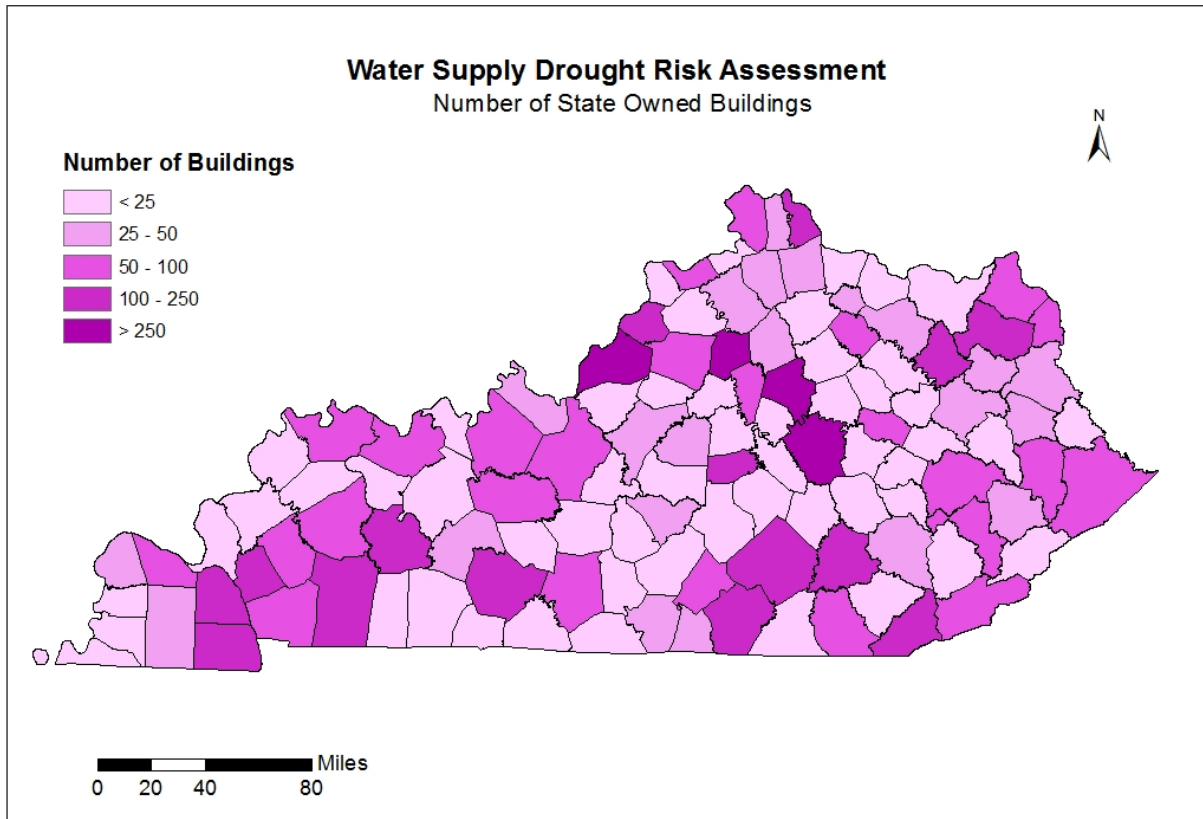 Water Supply Drought Risk Assessment
Number of State Owned Buildings
N
Number of Buildings
< 25
25 - 50
50 - 100
100 - 250
> 250
Miles
0 20 40 80